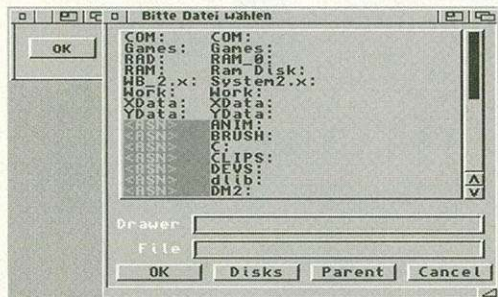 Bitte Datei wählen
OK
COM: COM:
Games: Games:
RAD: RAM_0:
RAM: Ram Disk:
WB_2.x: System2.x:
Work: Work:
XData: XData:
YData: YData:
<ASN> ANIM:
<ASN> BRUSH:
<ASN> C:
<ASN> CLIPS:
<ASN> DEVS:
<ASN> dlib:
<ASN> DM2:
Drawer
File
OK Disks Parent Cancel